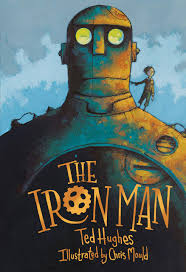 THE
IRON MAN
TED HUGHES
Illustrated by Chris Mould